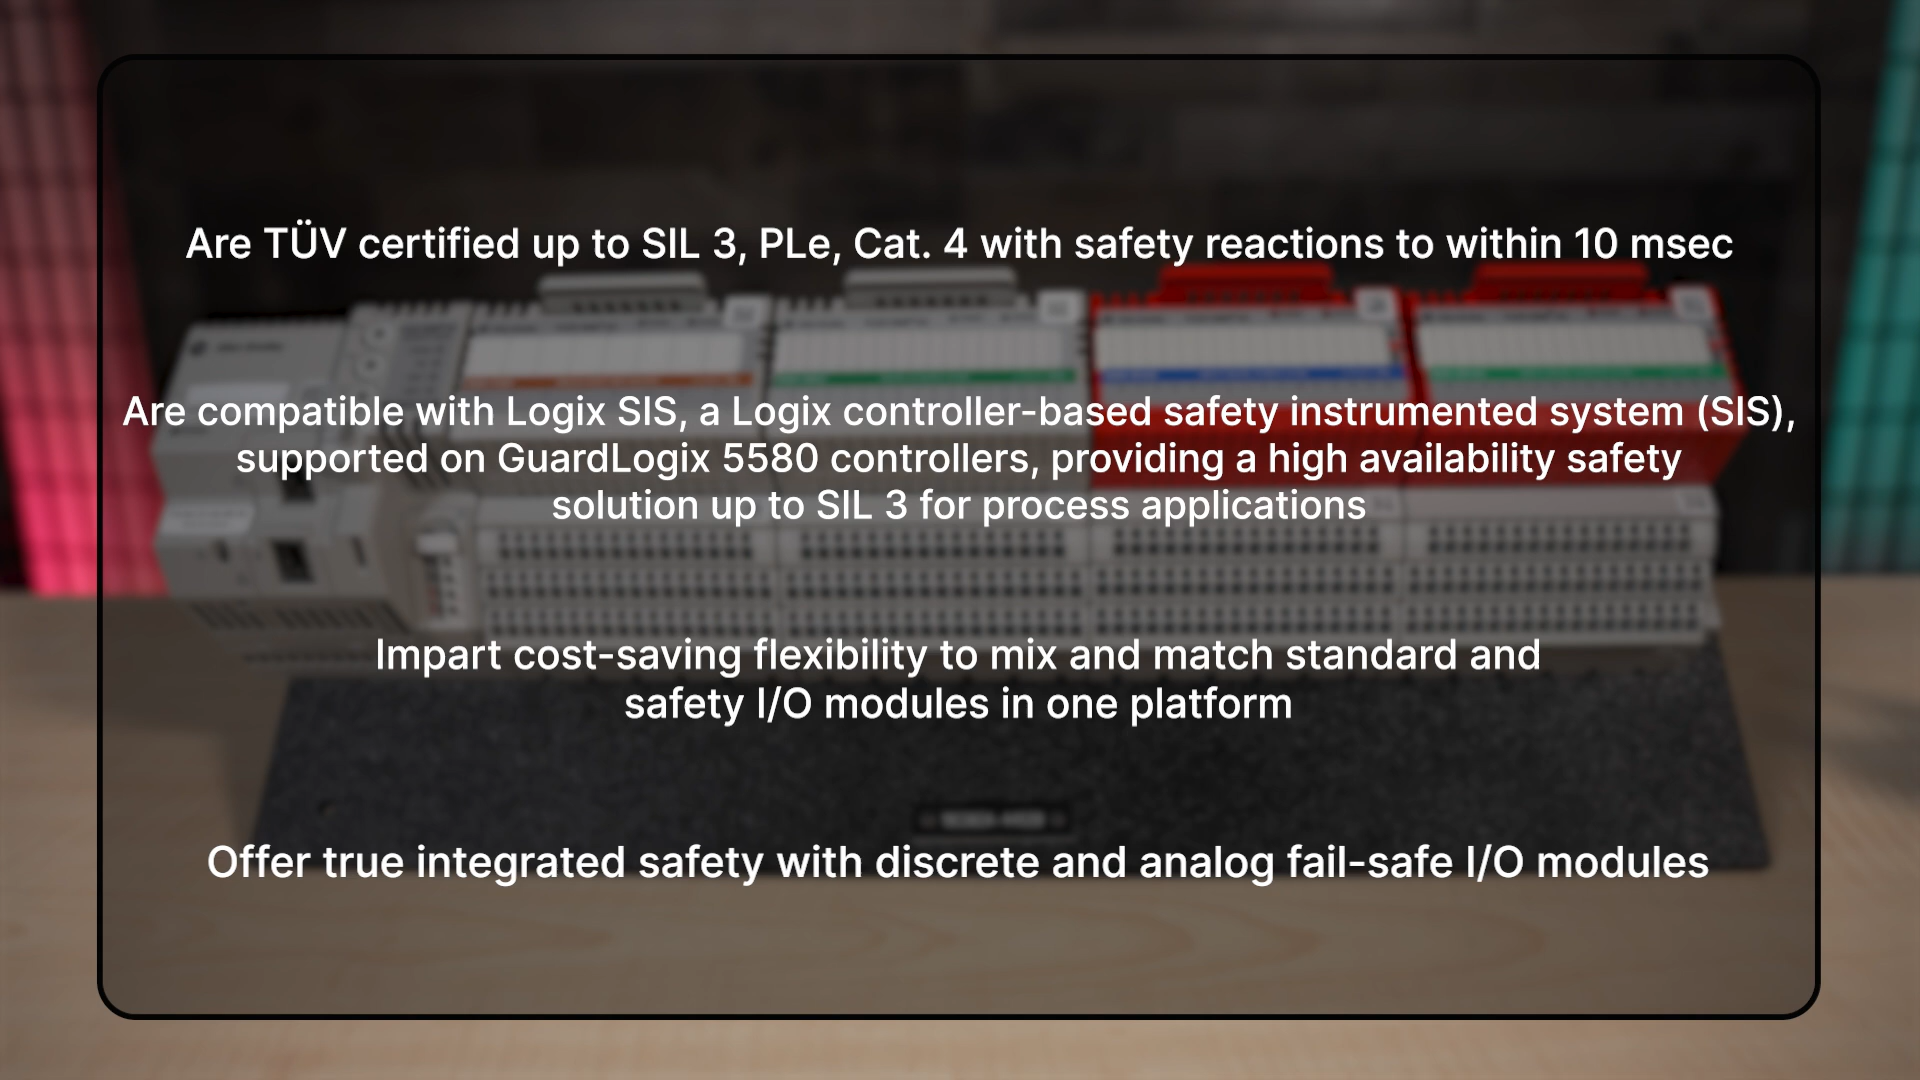 Are TÜV certified up to SIL 3, PLe, Cat. 4 with safety reactions to within 10 msec
Are compatible with Logix SIS, a Logix controller-based safety instrumented system (SIS),
supported on GuardLogix 5580 controllers, providing a high availability safety
solution up to SIL 3 for process applications
Impart cost-saving flexibility to mix and match standard and
safety I/O modules in one platform
Offer true integrated safety with discrete and analog fail-safe I/O modules